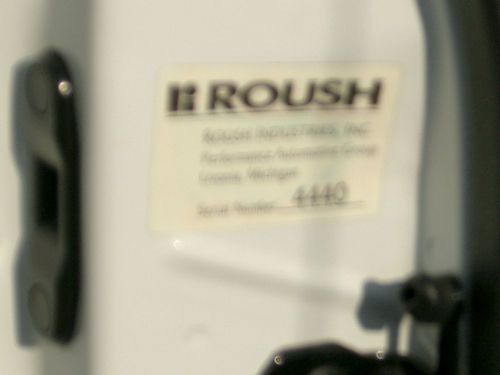 ROUSH
ROUSH INDUSTRIES, INC.
Performance Automotive Group
Livonia, Michigan
Serial Number 4440